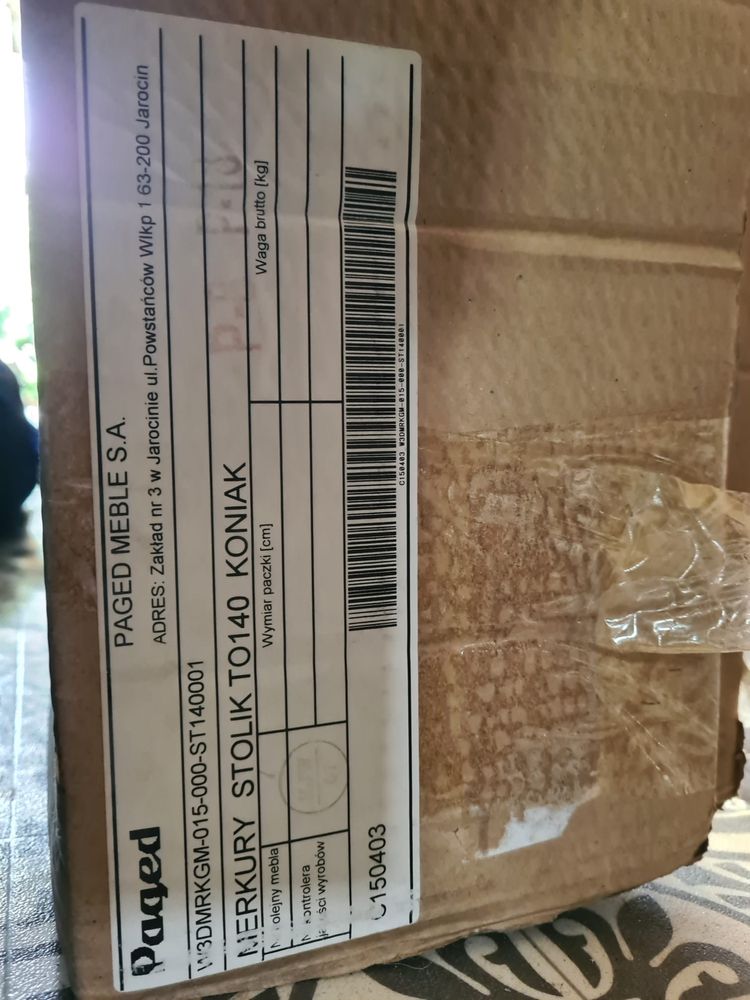 Paged
PAGED MEBLE S.A.
ADRES: Zakład nr 3 w Jarocinie ul.Powstańców Wlkp 1 63-200 Jarocin
W3DMRKGM-015-000-ST140001
MERKURY STOLIK TO140 KONIAK
olejny mebla
Wymiar paczki [cm]
Waga brutto [kg]
kontrolera
jakości wyrobów
C150403
C150403 W3DMRKGM-015-000-ST140001